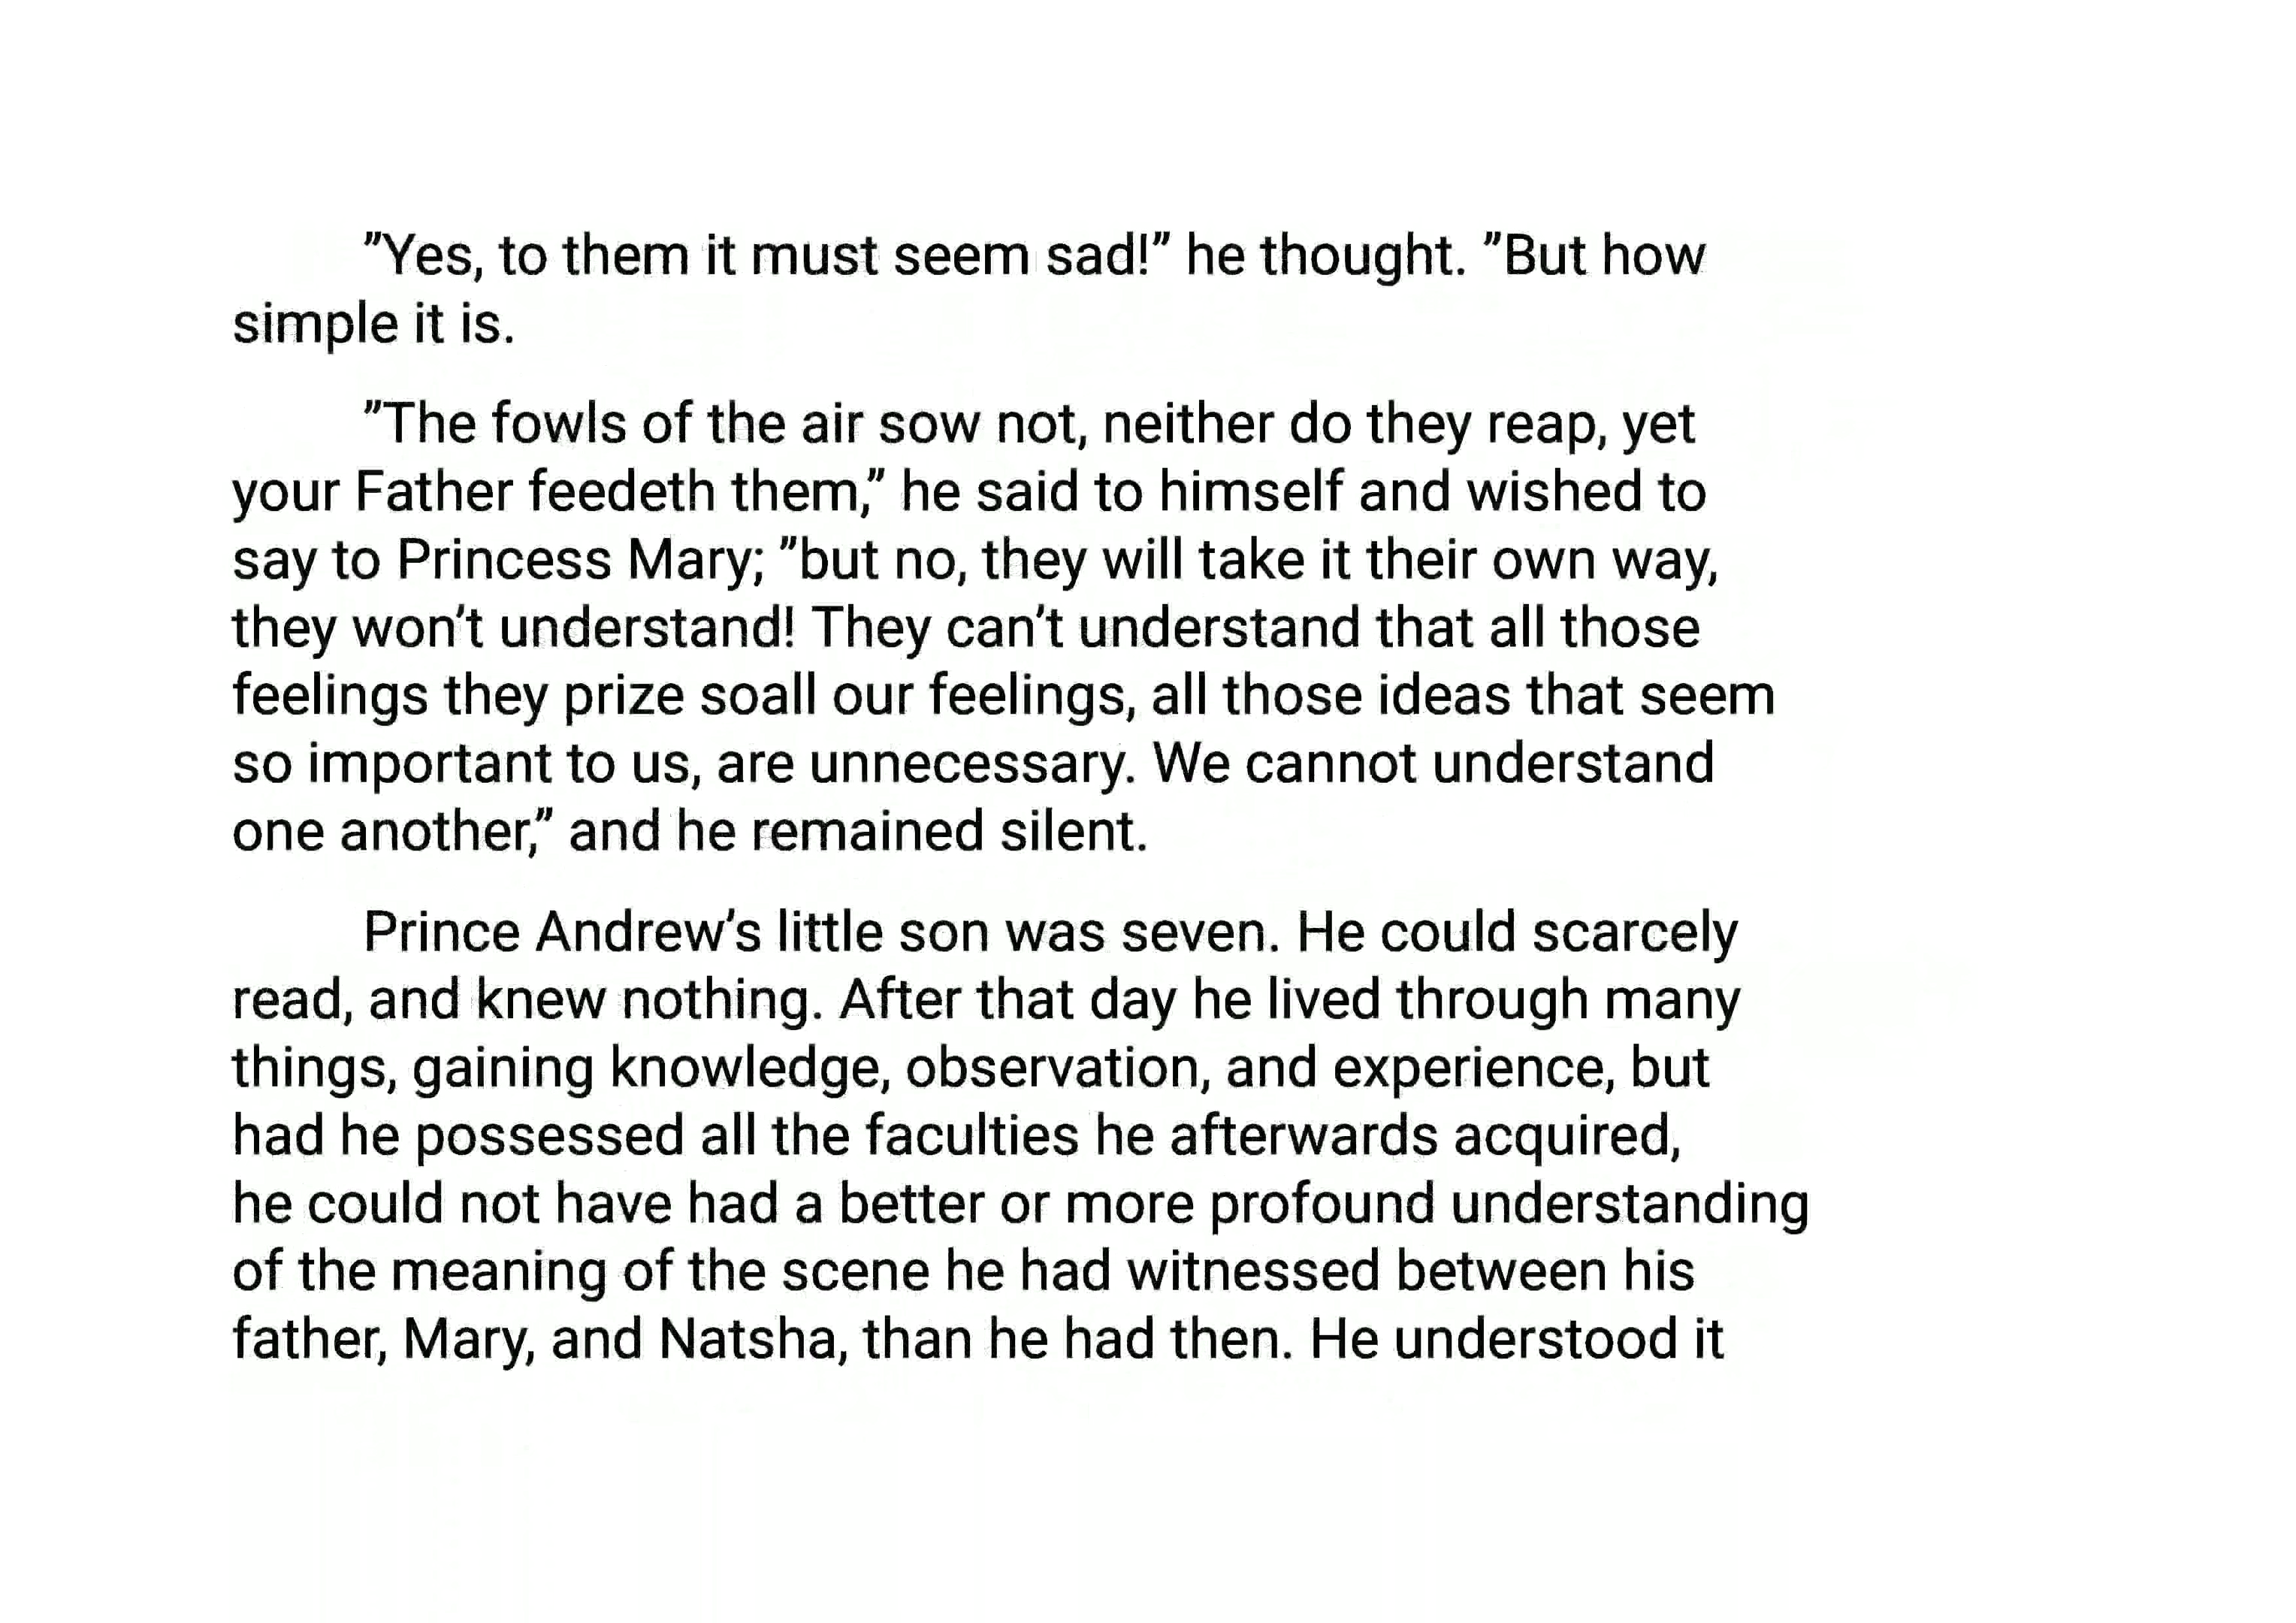 ”Yes, to them it must seem sad!” he thought. ”But how
simple it is.
”The fowls of the air sow not, neither do they reap, yet
your Father feedeth them,” he said to himself and wished to
say to Princess Mary; ”but no, they will take it their own way,
they won’t understand! They can’t understand that all those
feelings they prize soall our feelings, all those ideas that seem
so important to us, are unnecessary. We cannot understand
one another,” and he remained silent.
Prince Andrew’s little son was seven. He could scarcely
read, and knew nothing. After that day he lived through many
things, gaining knowledge, observation, and experience, but
had he possessed all the faculties he afterwards acquired,
he could not have had a better or more profound understanding
of the meaning of the scene he had witnessed between his
father, Mary, and Natsha, than he had then. He understood it